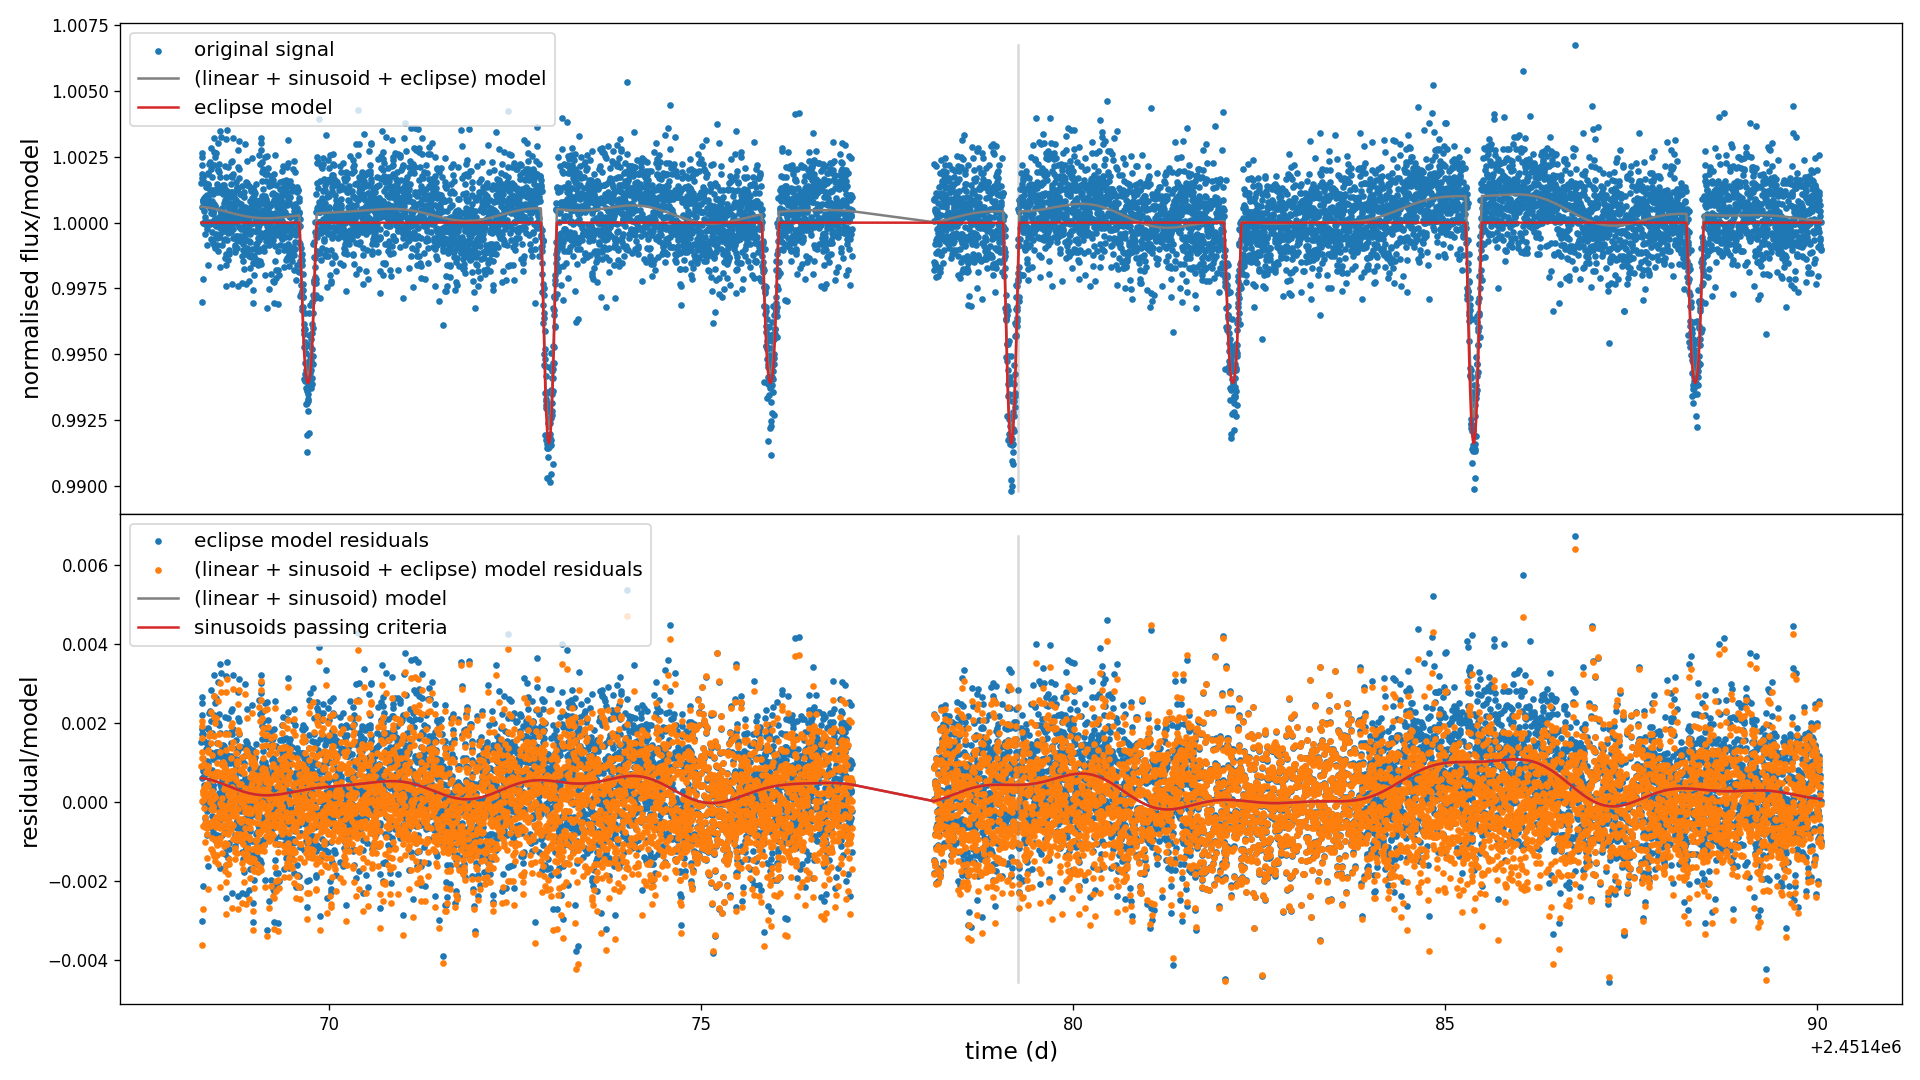 1.0075
1.0050
1.0025
1.0000
0.9975
0.9950
0.9925
0.9900
normalised flux/model
original signal
(linear + sinusoid + eclipse) model
eclipse model
0.006
0.004
0.002
0.000
−0.002
−0.004
residual/model
eclipse model residuals
(linear + sinusoid + eclipse) model residuals
(linear + sinusoid) model
sinusoids passing criteria
70 75 80 85 90
time (d)
+2.4514e6